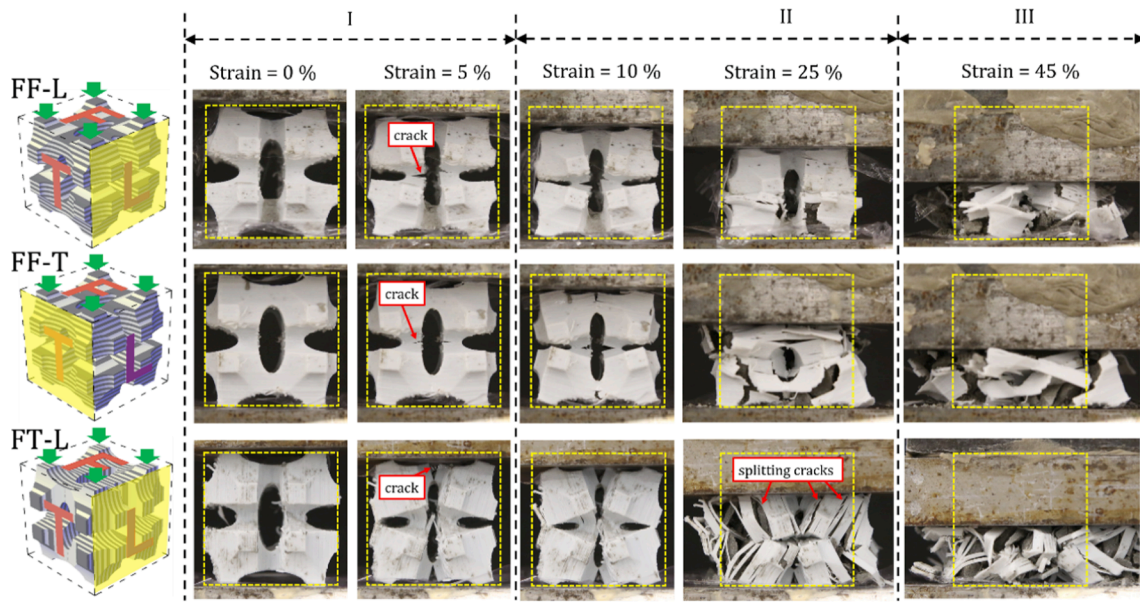 I II III
Strain = 0 % Strain = 5 % Strain = 10 % Strain = 25 % Strain = 45 %
FF-L
crack
T L
FF-T
crack
T L
FT-L
crack
splitting cracks
T L